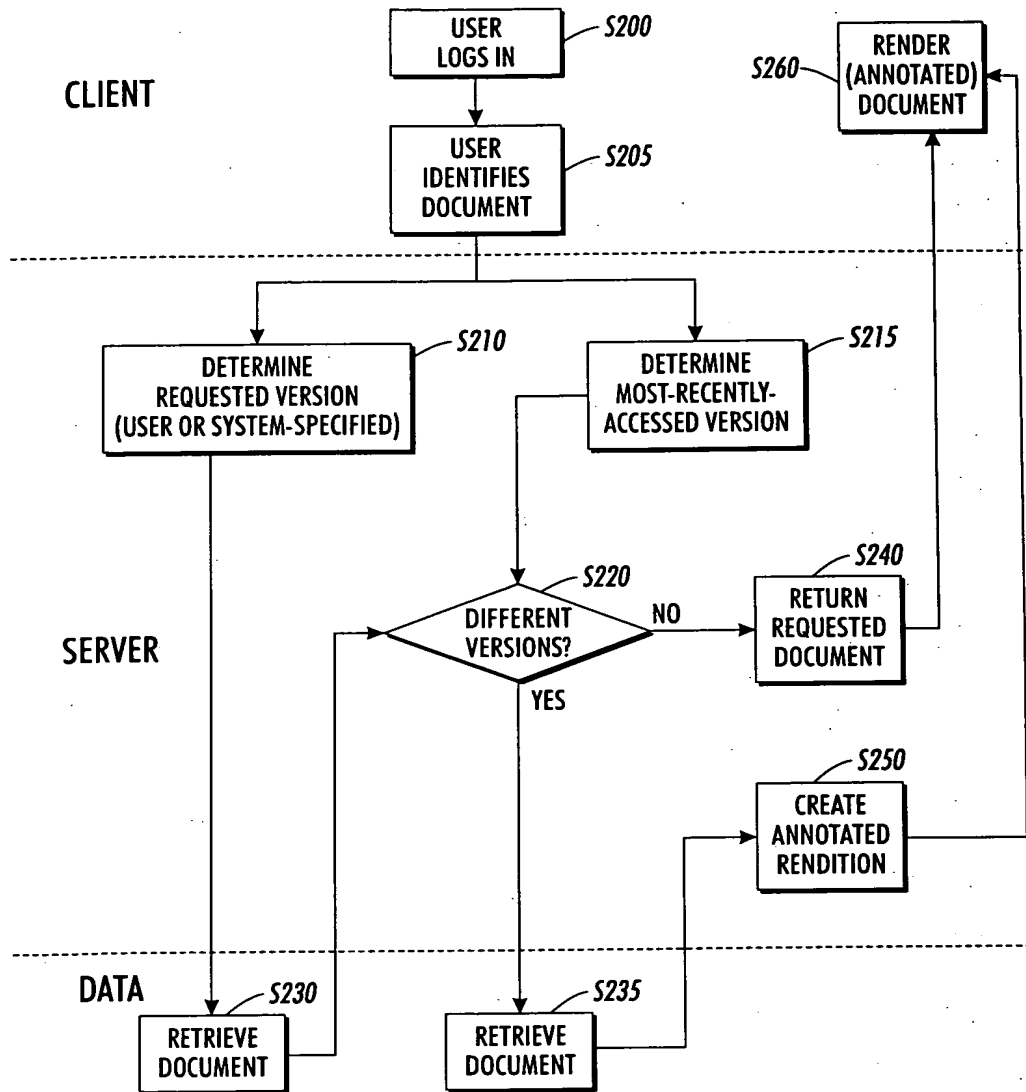 USER
LOGS IN
S200
RENDER
(ANNOTATED)
DOCUMENT
S260
CLIENT
USER
IDENTIFIES
DOCUMENT
S205
DETERMINE
REQUESTED VERSION
(USER OR SYSTEM-SPECIFIED)
S210
DETERMINE
MOST-RECENTLY-
ACCESSED VERSION
S215
SERVER
DIFFERENT
VERSIONS?
S220
NO
YES
RETURN
REQUESTED
DOCUMENT
S240
CREATE
ANNOTATED
RENDITION
S250
DATA
RETRIEVE
DOCUMENT
S230
RETRIEVE
DOCUMENT
S235